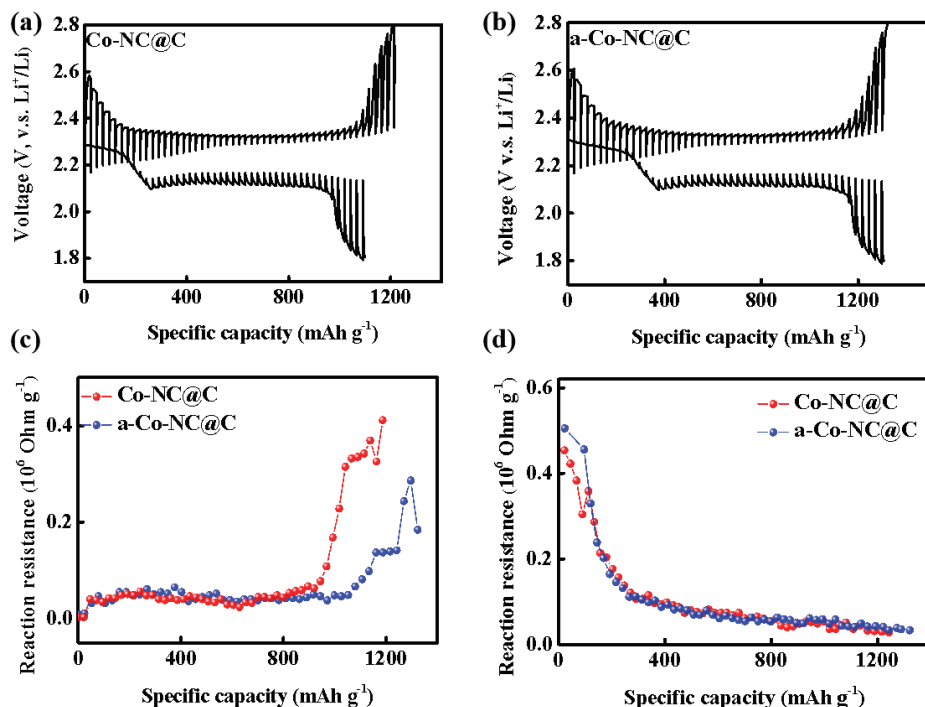 (a)
Co-NC@C
Voltage (V, v.s. Li⁺/Li)
2.8
2.6
2.4
2.2
2.0
1.8
0 400 800 1200
Specific capacity (mAh g⁻¹)
(b)
a-Co-NC@C
Voltage (V v.s. Li⁺/Li)
2.8
2.6
2.4
2.2
2.0
1.8
0 400 800 1200
Specific capacity (mAh g⁻¹)
(c)
Co-NC@C
a-Co-NC@C
Reaction resistance (10⁶ Ohm g⁻¹)
0.4
0.2
0.0
0 400 800 1200
Specific capacity (mAh g⁻¹)
(d)
Co-NC@C
a-Co-NC@C
Reaction resistance (10⁶ Ohm g⁻¹)
0.6
0.4
0.2
0.0
0 400 800 1200
Specific capacity (mAh g⁻¹)